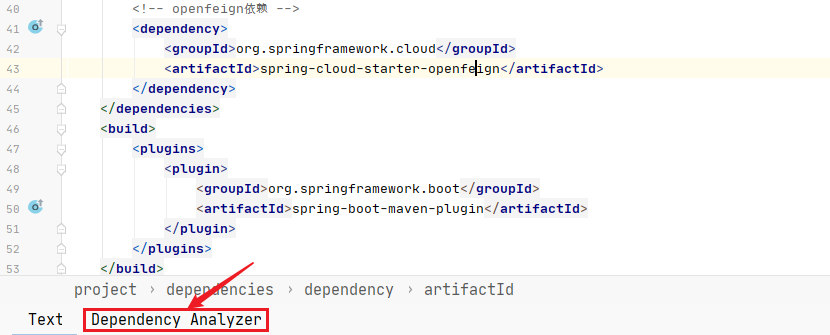 40 <!-- openfeign依赖 -->
41 <dependency>
42 <groupId>org.springframework.cloud</groupId>
43 <artifactId>spring-cloud-starter-openfeign</artifactId>
44 </dependency>
45 </dependencies>
46 <build>
47 <plugins>
48 <plugin>
49 <groupId>org.springframework.boot</groupId>
50 <artifactId>spring-boot-maven-plugin</artifactId>
51 </plugin>
52 </plugins>
53 </build>
project › dependencies › dependency › artifactId
Text Dependency Analyzer